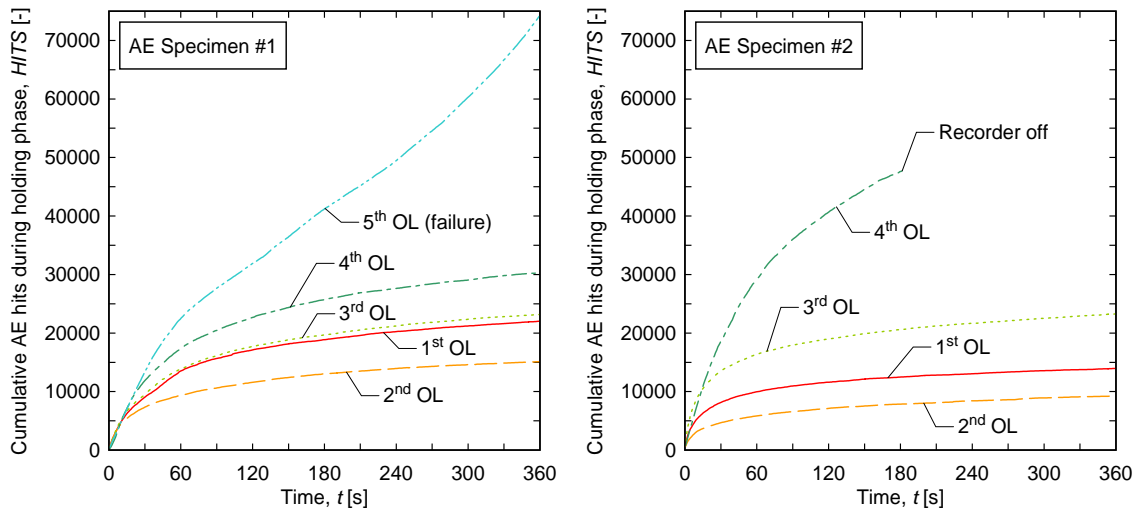 Cumulative AE hits during holding phase, HITS [-]
70000
60000
50000
40000
30000
20000
10000
0
AE Specimen #1
5th OL (failure)
4th OL
3rd OL
1st OL
2nd OL
0 60 120 180 240 300 360
Time, t [s]
Cumulative AE hits during holding phase, HITS [-]
70000
60000
50000
40000
30000
20000
10000
0
AE Specimen #2
Recorder off
4th OL
3rd OL
1st OL
2nd OL
0 60 120 180 240 300 360
Time, t [s]